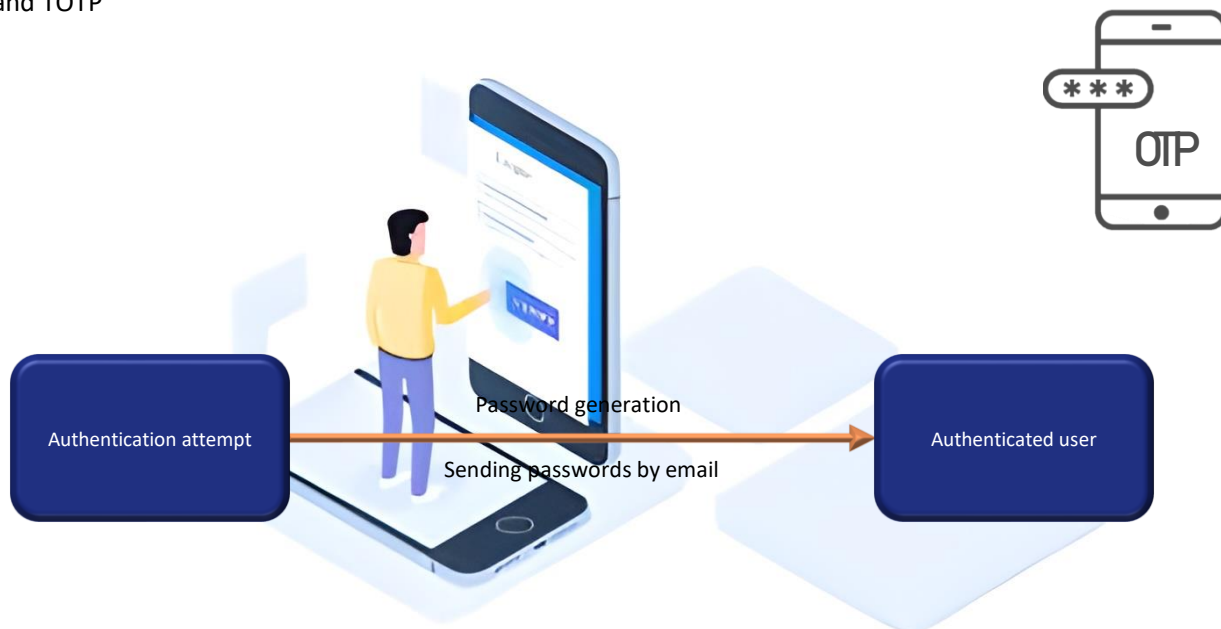 and TOTP
***
OTP
Password generation
Authentication attempt
Authenticated user
Sending passwords by email